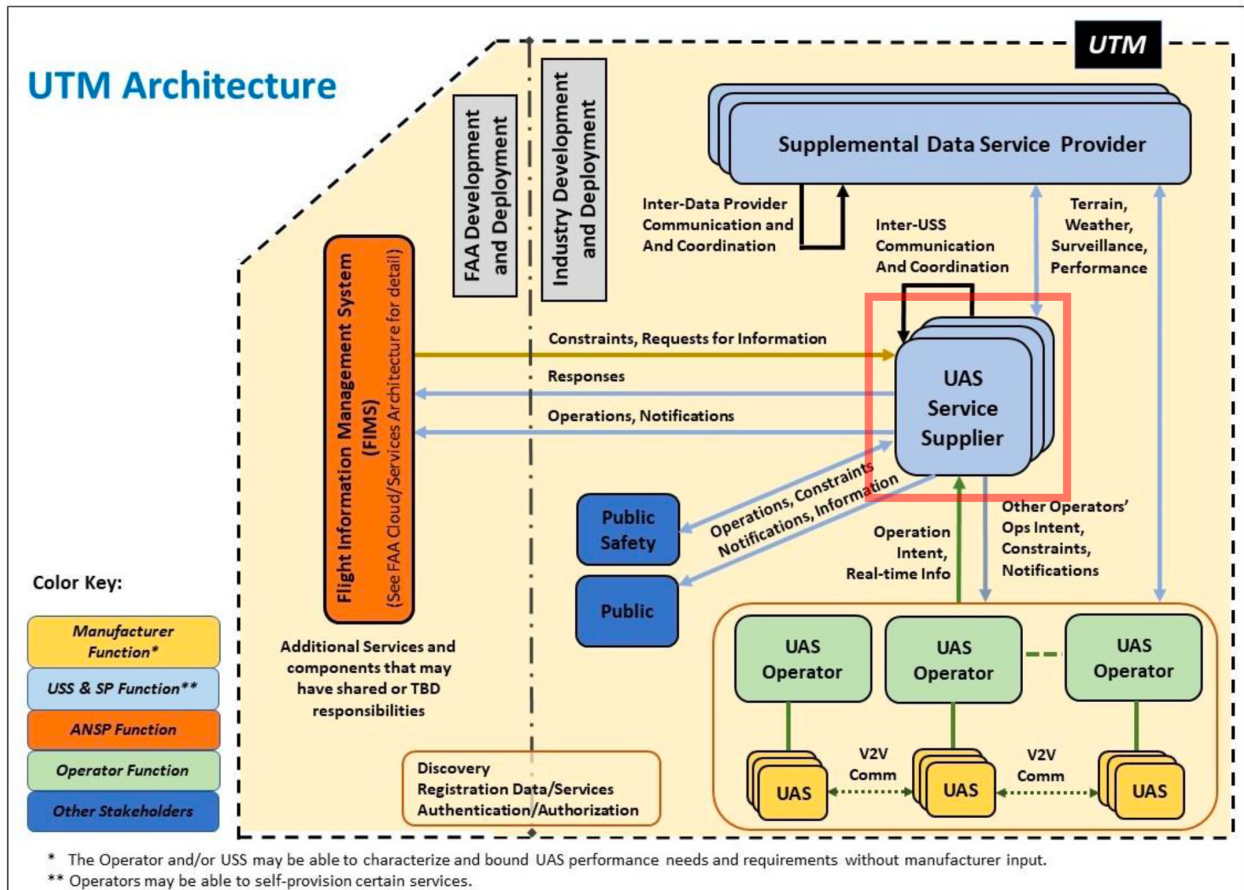 UTM Architecture
UTM
FAA Development
and Deployment
Industry Development
and Deployment
Supplemental Data Service Provider
Inter-Data Provider
Communication and
And Coordination
Inter-USS
Communication
And Coordination
Terrain,
Weather,
Surveillance,
Performance
Flight Information Management System
(FIMS)
(See FAA Cloud/Services Architecture for detail)
Constraints, Requests for Information
Responses
Operations, Notifications
UAS
Service
Supplier
Operations, Constraints
Notifications, Information
Public
Safety
Public
Operation
Intent,
Real-time Info
Other Operators'
Ops Intent,
Constraints,
Notifications
Color Key:
Manufacturer
Function*
USS & SP Function**
ANSP Function
Operator Function
Other Stakeholders
Additional Services and
components that may
have shared or TBD
responsibilities
Discovery
Registration Data/Services
Authentication/Authorization
UAS
Operator
UAS
Operator
UAS
Operator
UAS
V2V
Comm
UAS
V2V
Comm
UAS
* The Operator and/or USS may be able to characterize and bound UAS performance needs and requirements without manufacturer input.
** Operators may be able to self-provision certain services.